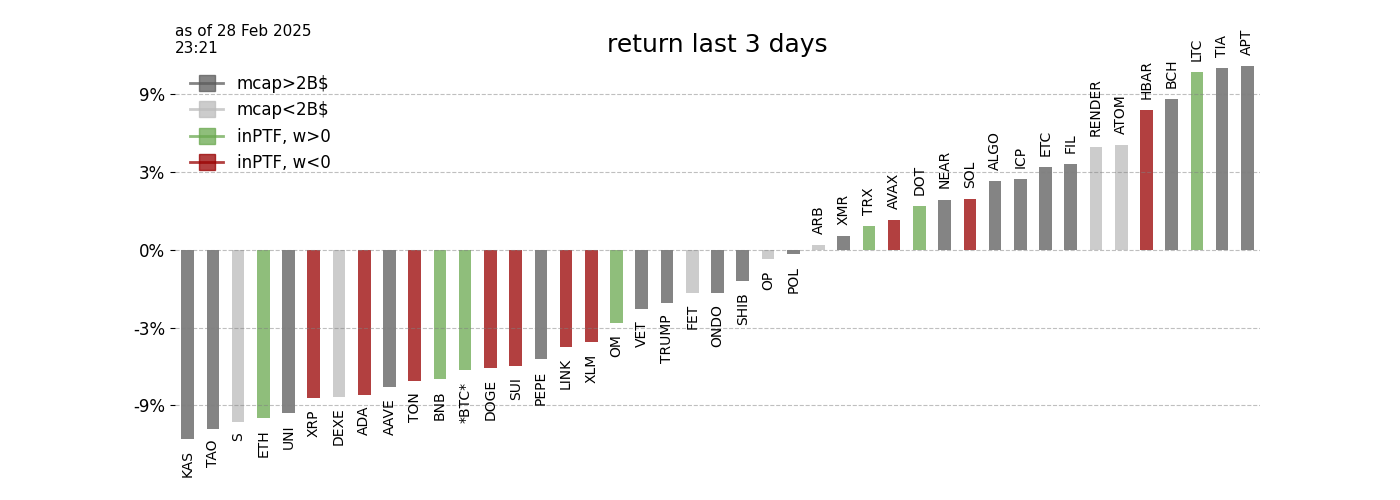 as of 28 Feb 2025
23:21
return last 3 days
mcap>2B$
mcap<2B$
inPTF, w>0
inPTF, w<0
9%
3%
0%
-3%
-9%
KAS
TAO
S
ETH
UNI
XRP
DEXE
ADA
AAVE
TON
BNB
*BTC*
DOGE
SUI
PEPE
LINK
XLM
OM
VET
TRUMP
FET
ONDO
SHIB
OP
POL
ARB
XMR
TRX
AVAX
DOT
NEAR
SOL
ALGO
ICP
ETC
FIL
RENDER
ATOM
HBAR
BCH
LTC
TIA
APT